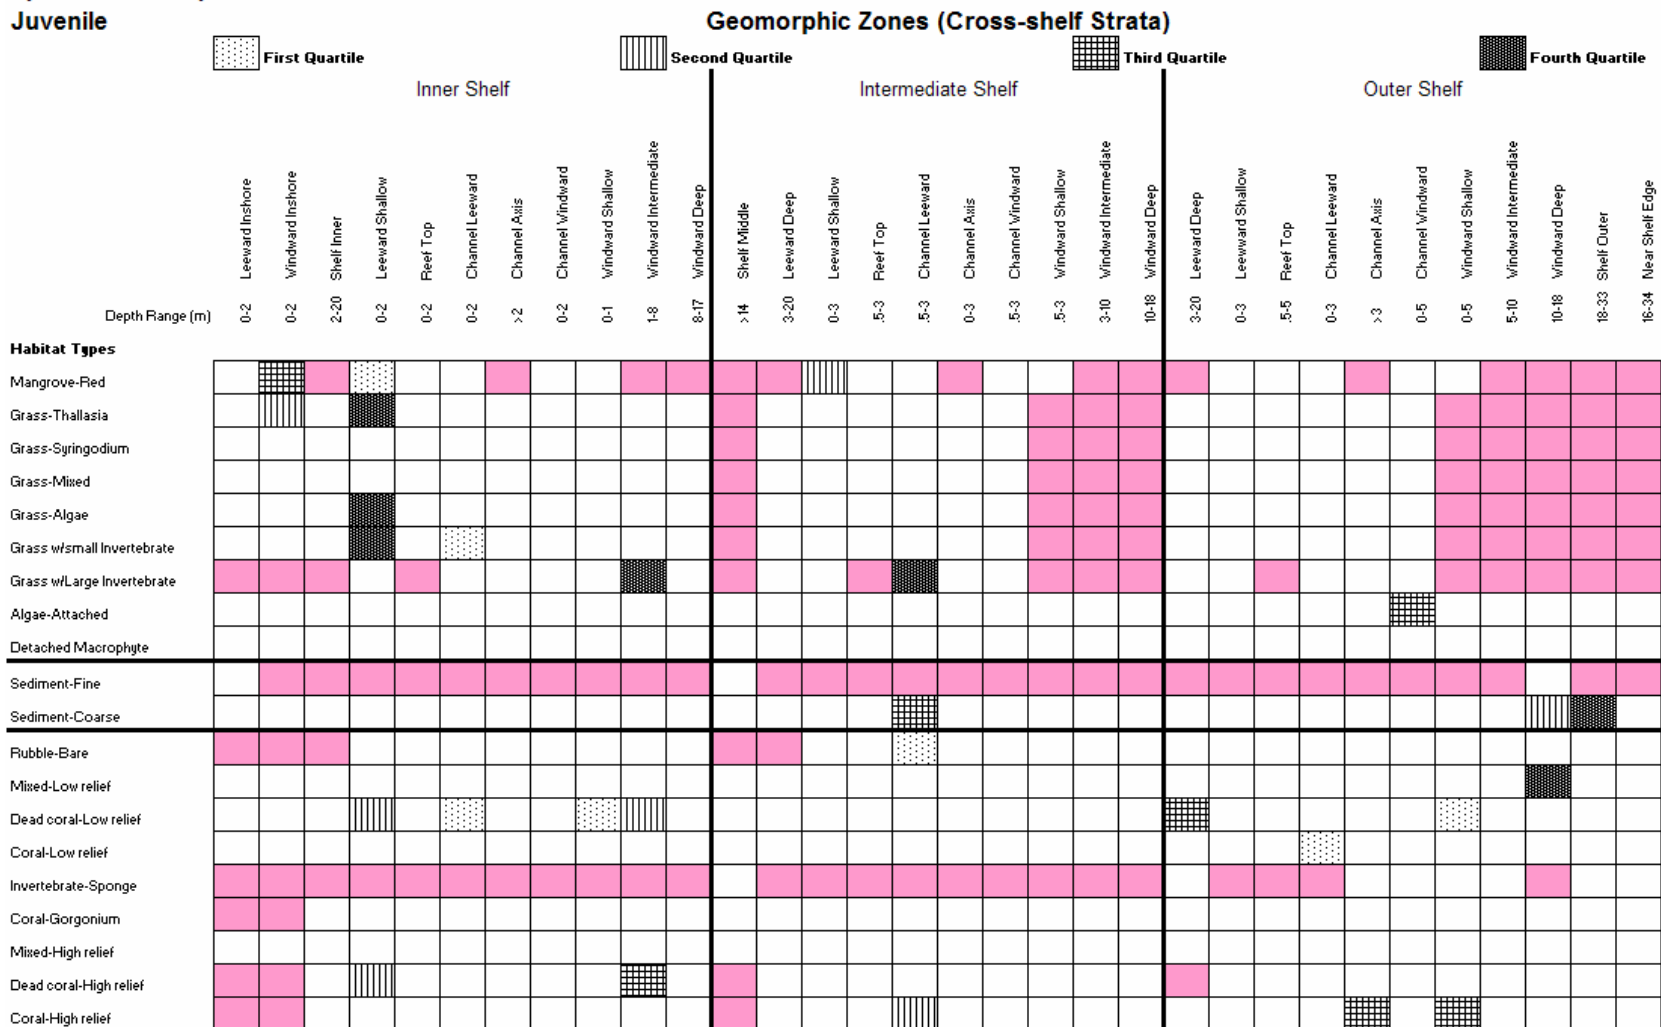 Juvenile
Geomorphic Zones (Cross-shelf Strata)
First Quartile
Second Quartile
Third Quartile
Fourth Quartile
Inner Shelf
Intermediate Shelf
Outer Shelf
Leeward Inshore
Windward Inshore
Shelf Inner
Leeward Shallow
Reef Top
Channel Leeward
Channel Axis
Channel Windward
Windward Shallow
Windward Intermediate
Windward Deep
Shelf Middle
Leeward Deep
Leeward Shallow
Reef Top
Channel Leeward
Channel Axis
Channel Windward
Windward Shallow
Windward Intermediate
Windward Deep
Leeward Deep
Leeward Shallow
Reef Top
Channel Leeward
Channel Axis
Channel Windward
Windward Shallow
Windward Intermediate
Windward Deep
Shelf Outer
Near Shelf Edge
Depth Range (m)
0-2
0-2
2-20
0-2
0-2
0-2
>2
0-2
0-1
1-8
8-17
>14
3-20
0-3
.5-3
.5-3
0-3
.5-3
.5-3
3-10
10-18
3-20
0-3
.5-5
0-3
>3
0-5
0-5
5-10
10-18
18-33
16-34
Habitat Types
Mangrove-Red
Grass-Thallasia
Grass-Syringodium
Grass-Mixed
Grass-Algae
Grass w/small Invertebrate
Grass w/Large Invertebrate
Algae-Attached
Detached Macrophyte
Sediment-Fine
Sediment-Coarse
Rubble-Bare
Mixed-Low relief
Dead coral-Low relief
Coral-Low relief
Invertebrate-Sponge
Coral-Gorgonium
Mixed-High relief
Dead coral-High relief
Coral-High relief